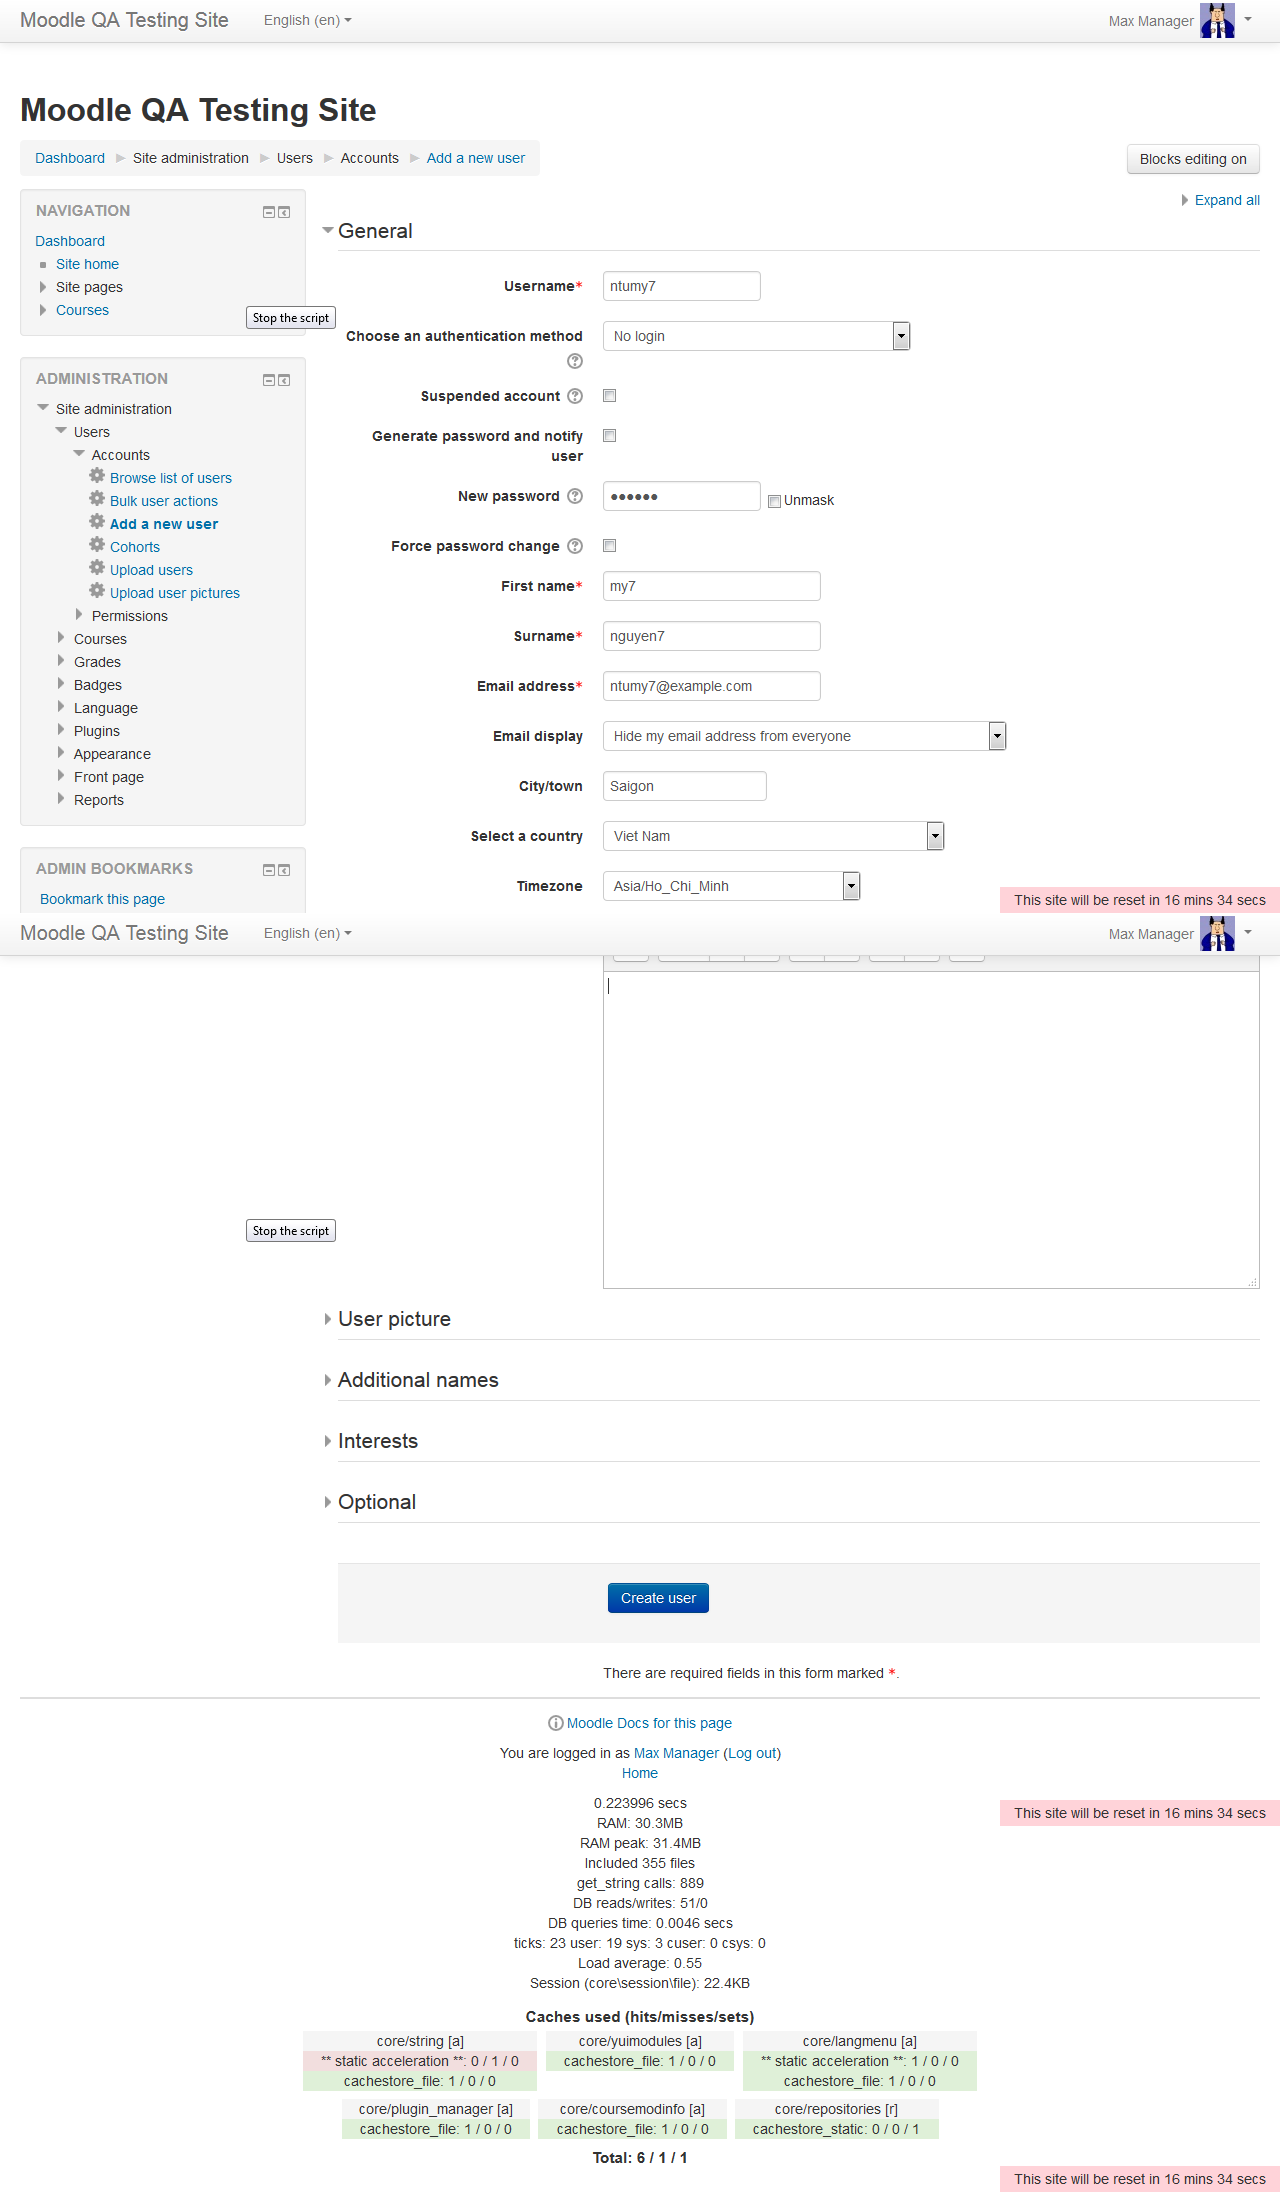 Moodle QA Testing Site English (en) Max Manager
Moodle QA Testing Site
Dashboard Site administration Users Accounts Add a new user Blocks editing on
Expand all
NAVIGATION
Dashboard
Site home
Site pages
Courses
Stop the script
ADMINISTRATION
Site administration
Users
Accounts
Browse list of users
Bulk user actions
Add a new user
Cohorts
Upload users
Upload user pictures
Permissions
Courses
Grades
Badges
Language
Plugins
Appearance
Front page
Reports
ADMIN BOOKMARKS
Bookmark this page
General
Username* ntumy7
Choose an authentication method No login
Suspended account
Generate password and notify
user
New password ●●●●●● Unmask
Force password change
First name* my7
Surname* nguyen7
Email address* ntumy7@example.com
Email display Hide my email address from everyone
City/town Saigon
Select a country Viet Nam
Timezone Asia/Ho_Chi_Minh
This site will be reset in 16 mins 34 secs
Moodle QA Testing Site English (en) Max Manager
Stop the script
User picture
Additional names
Interests
Optional
Create user
There are required fields in this form marked *.
Moodle Docs for this page
You are logged in as Max Manager (Log out)
Home
0.223996 secs
This site will be reset in 16 mins 34 secs
RAM: 30.3MB
RAM peak: 31.4MB
Included 355 files
get_string calls: 889
DB reads/writes: 51/0
DB queries time: 0.0046 secs
ticks: 23 user: 19 sys: 3 cuser: 0 csys: 0
Load average: 0.55
Session (core\session\file): 22.4KB
Caches used (hits/misses/sets)
core/string [a]
** static acceleration **: 0 / 1 / 0
cachestore_file: 1 / 0 / 0
core/yuimodules [a]
cachestore_file: 1 / 0 / 0
core/langmenu [a]
** static acceleration **: 1 / 0 / 0
cachestore_file: 1 / 0 / 0
core/plugin_manager [a]
cachestore_file: 1 / 0 / 0
core/coursemodinfo [a]
cachestore_file: 1 / 0 / 0
core/repositories [r]
cachestore_static: 0 / 0 / 1
Total: 6 / 1 / 1
This site will be reset in 16 mins 34 secs